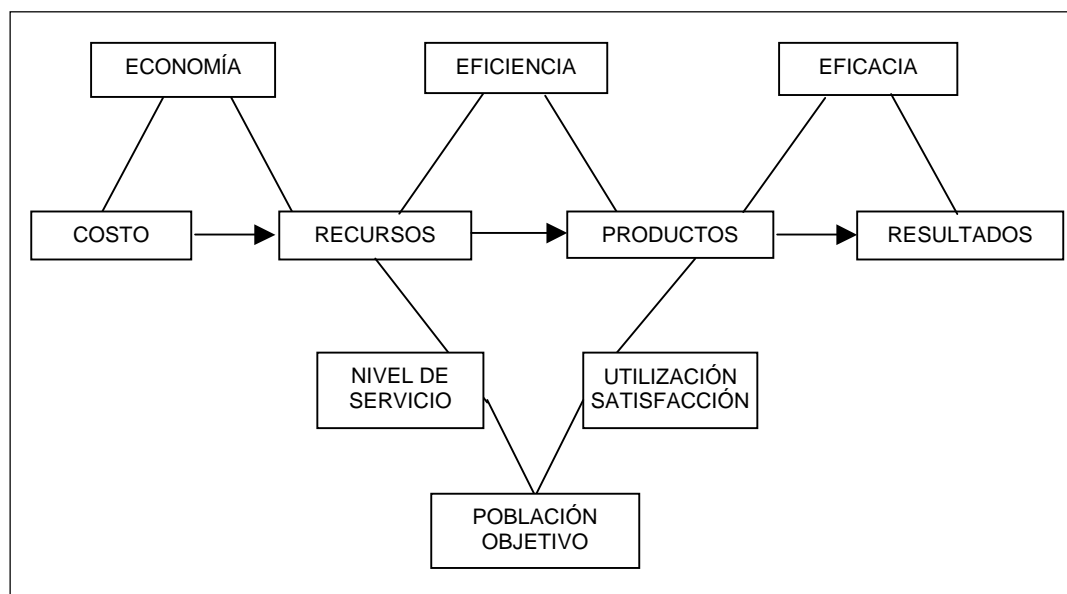 ECONOMÍA
EFICIENCIA
EFICACIA
COSTO
RECURSOS
PRODUCTOS
RESULTADOS
NIVEL DE
SERVICIO
UTILIZACIÓN
SATISFACCIÓN
POBLACIÓN
OBJETIVO